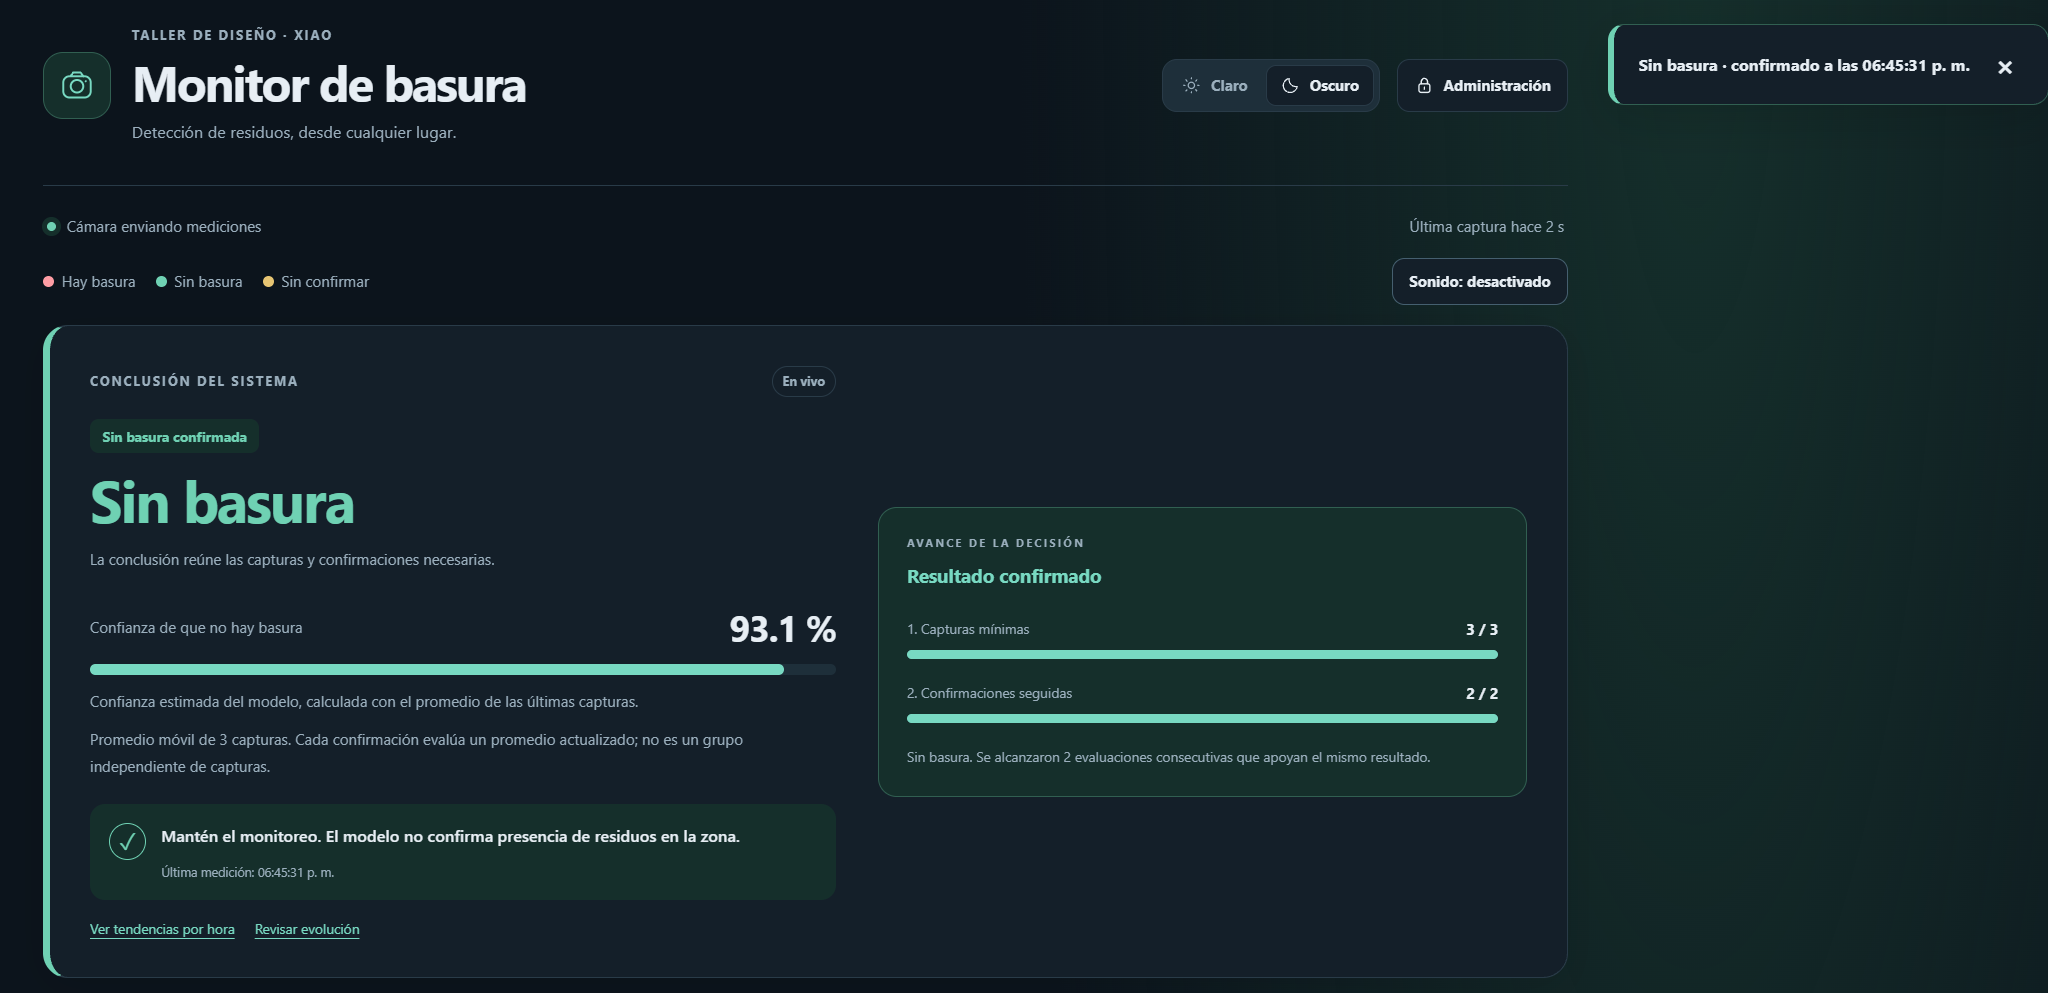 TALLER DE DISEÑO · XIAO
Monitor de basura
Detección de residuos, desde cualquier lugar.
Claro
Oscuro
Administración
Sin basura · confirmado a las 06:45:31 p. m.
Cámara enviando mediciones
Última captura hace 2 s
Hay basura
Sin basura
Sin confirmar
Sonido: desactivado
CONCLUSIÓN DEL SISTEMA
En vivo
Sin basura confirmada
Sin basura
La conclusión reúne las capturas y confirmaciones necesarias.
Confianza de que no hay basura
93.1 %
Confianza estimada del modelo, calculada con el promedio de las últimas capturas.
Promedio móvil de 3 capturas. Cada confirmación evalúa un promedio actualizado; no es un grupo
independiente de capturas.
Mantén el monitoreo. El modelo no confirma presencia de residuos en la zona.
Última medición: 06:45:31 p. m.
Ver tendencias por hora
Revisar evolución
AVANCE DE LA DECISIÓN
Resultado confirmado
1. Capturas mínimas
3 / 3
2. Confirmaciones seguidas
2 / 2
Sin basura. Se alcanzaron 2 evaluaciones consecutivas que apoyan el mismo resultado.